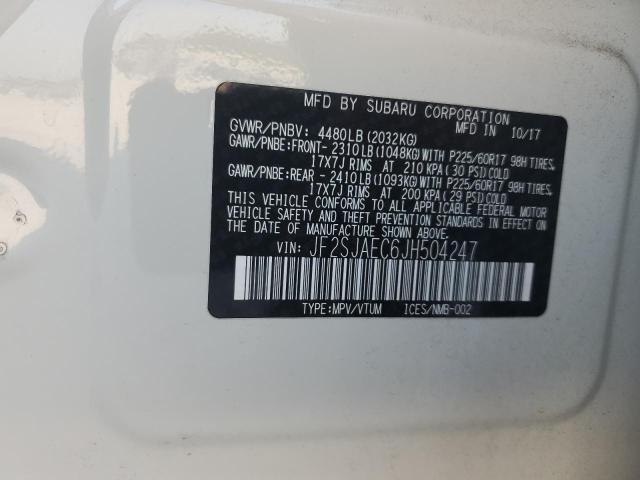 MFD BY SUBARU CORPORATION
MFD IN 10/17
GVWR/PNBV: 4480LB(2032KG)
GAWR/PNBE:FRONT- 2310LB(1048KG)WITH P225/60R17 98H TIRES,
17X7J RIMS AT 210 KPA(30 PSI)COLD
GAWR/PNBE:REAR - 2410LB(1093KG)WITH P225/60R17 98H TIRES,
17X7J RIMS AT 200 KPA(29 PSI)COLD
THIS VEHICLE CONFORMS TO ALL APPLICABLE FEDERAL MOTOR
VEHICLE SAFETY AND THEFT PREVENTION STANDARDS IN EFFECT ON
THE DATE OF MANUFACTURE SHOWN ABOVE.
VIN: JF2SJAEC6JH504247
TYPE:MPV/VTUM ICES/NMB-002